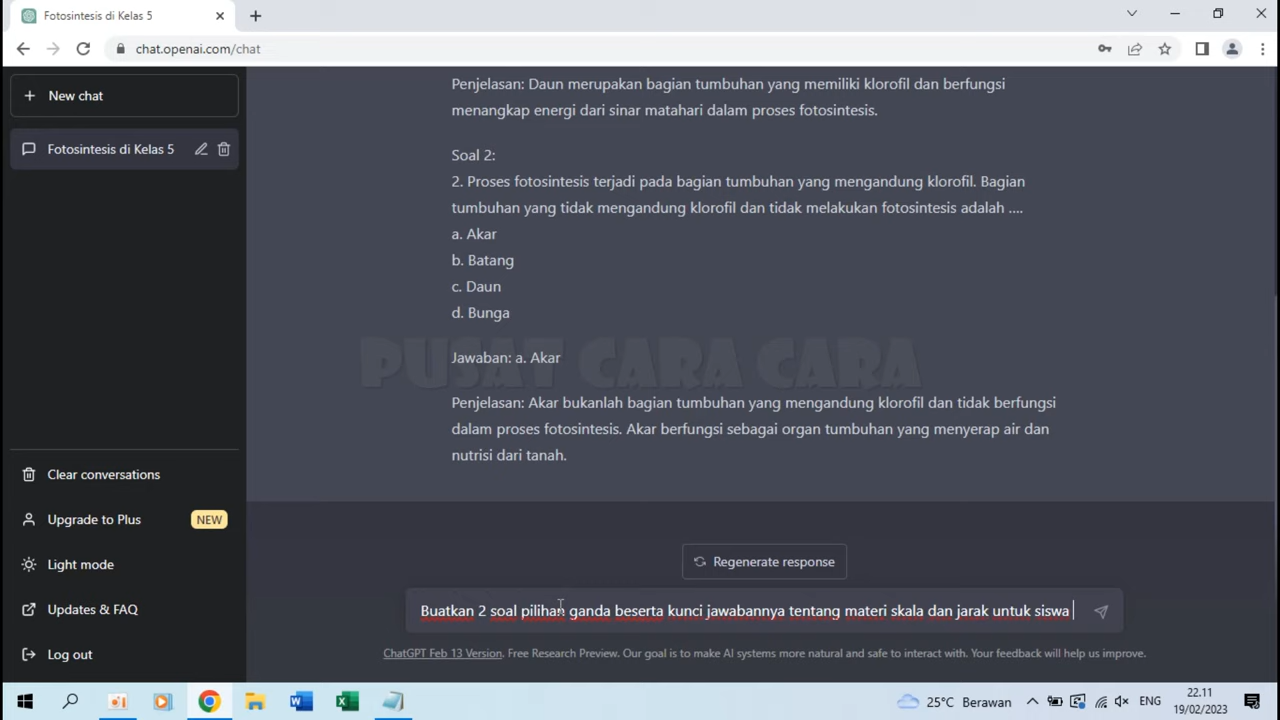 Fotosintesis di Kelas 5
chat.openai.com/chat
New chat
Fotosintesis di Kelas 5
Penjelasan: Daun merupakan bagian tumbuhan yang memiliki klorofil dan berfungsi
menangkap energi dari sinar matahari dalam proses fotosintesis.
Soal 2:
2. Proses fotosintesis terjadi pada bagian tumbuhan yang mengandung klorofil. Bagian
tumbuhan yang tidak mengandung klorofil dan tidak melakukan fotosintesis adalah ....
a. Akar
b. Batang
c. Daun
d. Bunga
PUSAT CARA CARA
Jawaban: a. Akar
Penjelasan: Akar bukanlah bagian tumbuhan yang mengandung klorofil dan tidak berfungsi
dalam proses fotosintesis. Akar berfungsi sebagai organ tumbuhan yang menyerap air dan
nutrisi dari tanah.
Clear conversations
Upgrade to Plus NEW
Light mode
Updates & FAQ
Log out
Regenerate response
Buatkan 2 soal pilihan ganda beserta kunci jawabannya tentang materi skala dan jarak untuk siswa
ChatGPT Feb 13 Version. Free Research Preview. Our goal is to make AI systems more natural and safe to interact with. Your feedback will help us improve.
25°C Berawan
ENG
22.11
19/02/2023